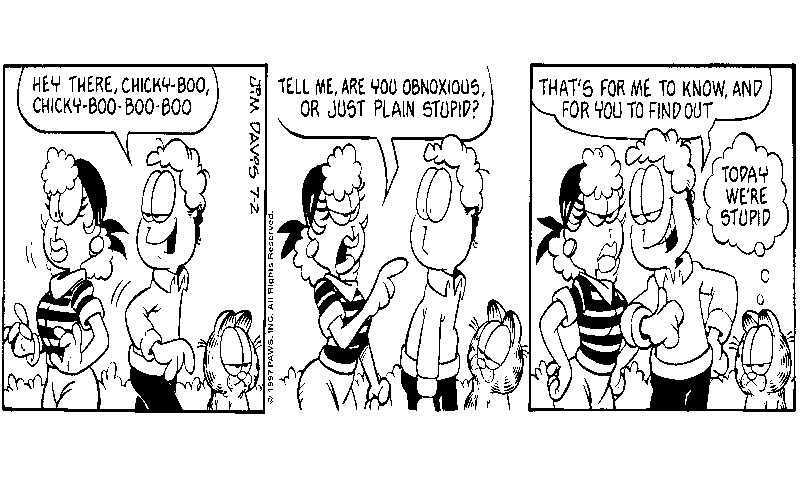 HEY THERE, CHICKY-BOO,
CHICKY-BOO-BOO-BOO
JIM DAVIS 7-2
© 1997 PAWS, INC. All Rights Reserved.
TELL ME, ARE YOU OBNOXIOUS,
OR JUST PLAIN STUPID?
THAT'S FOR ME TO KNOW, AND
FOR YOU TO FIND OUT
TODAY
WE'RE
STUPID